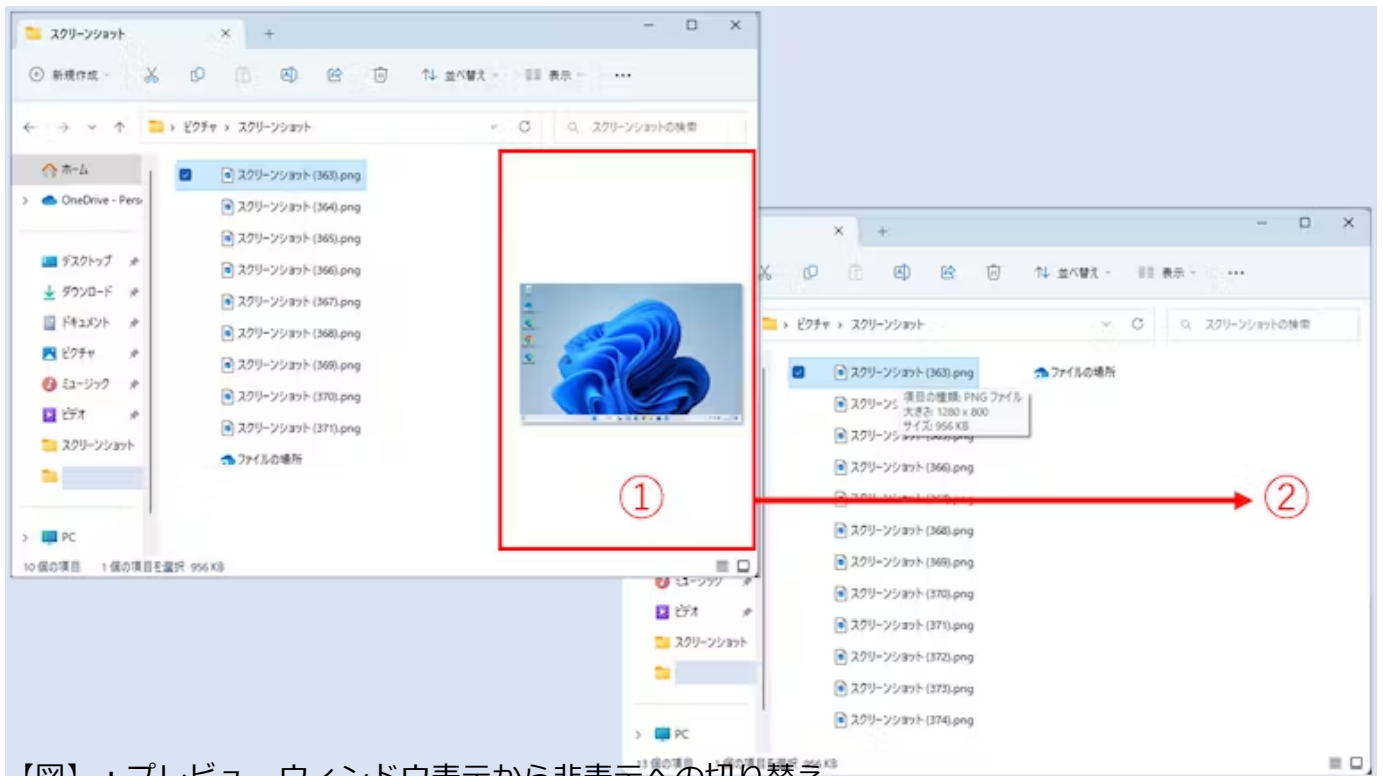 スクリーンショット
新規作成
並べ替え
表示
ピクチャ > スクリーンショット
スクリーンショットの検索
ホーム
OneDrive - Pers
デスクトップ
ダウンロード
ドキュメント
ピクチャ
ミュージック
ビデオ
スクリーンショット
PC
スクリーンショット (363).png
スクリーンショット (364).png
スクリーンショット (365).png
スクリーンショット (366).png
スクリーンショット (367).png
スクリーンショット (368).png
スクリーンショット (369).png
スクリーンショット (370).png
スクリーンショット (371).png
ファイルの場所
①
10 個の項目 1 個の項目を選択 956 KB
並べ替え
表示
ピクチャ > スクリーンショット
スクリーンショットの検索
スクリーンショット (363).png
ファイルの場所
項目の種類: PNG ファイル
大きさ: 1280 x 800
サイズ: 956 KB
スクリーンショット (366).png
②
スクリーンショット (368).png
スクリーンショット (369).png
スクリーンショット (370).png
スクリーンショット (371).png
スクリーンショット (372).png
スクリーンショット (373).png
スクリーンショット (374).png
ミュージック
ビデオ
スクリーンショット
PC
【図】：プレビュー ウィンドウ表示から非表示への切り替え